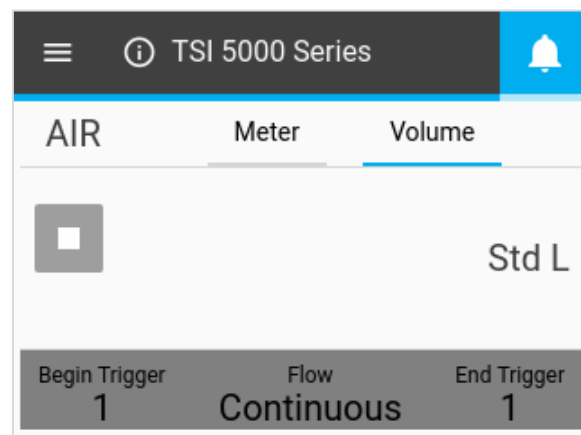 TSI 5000 Series
AIR Meter Volume
Std L
Begin Trigger Flow End Trigger
1 Continuous 1